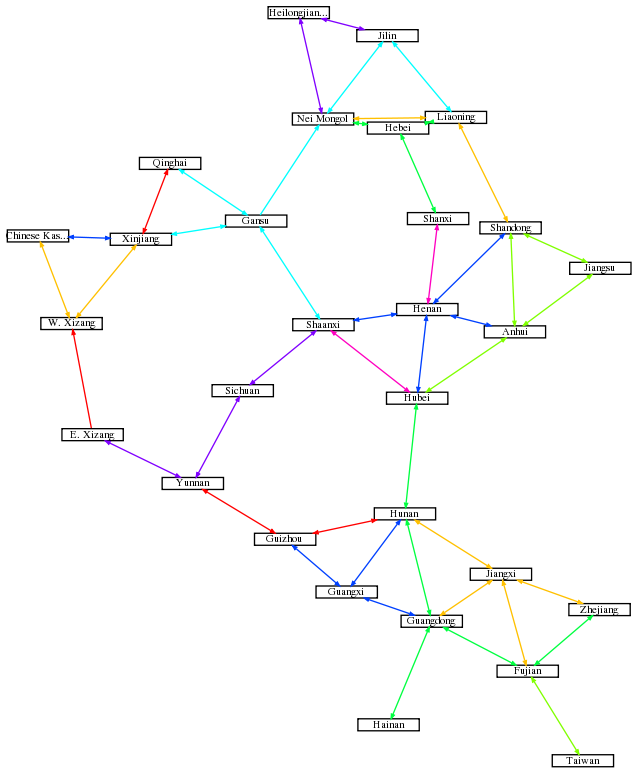 Heilongjian...
Jilin
Nei Mongol
Liaoning
Hebei
Qinghai
Gansu
Shanxi
Shandong
Chinese Kas...
Xinjiang
Jiangsu
W. Xizang
Shaanxi
Henan
Anhui
Sichuan
Hubei
E. Xizang
Yunnan
Hunan
Guizhou
Jiangxi
Guangxi
Zhejiang
Guangdong
Fujian
Hainan
Taiwan